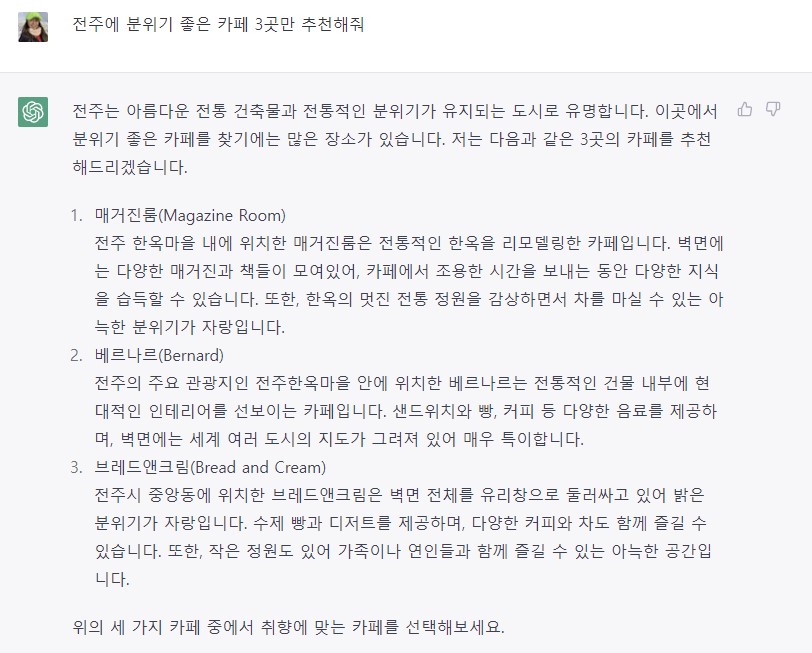 전주에 분위기 좋은 카페 3곳만 추천해줘
전주는 아름다운 전통 건축물과 전통적인 분위기가 유지되는 도시로 유명합니다. 이곳에서
분위기 좋은 카페를 찾기에는 많은 장소가 있습니다. 저는 다음과 같은 3곳의 카페를 추천
해드리겠습니다.
1. 매거진룸(Magazine Room)
전주 한옥마을 내에 위치한 매거진룸은 전통적인 한옥을 리모델링한 카페입니다. 벽면에
는 다양한 매거진과 책들이 모여있어, 카페에서 조용한 시간을 보내는 동안 다양한 지식
을 습득할 수 있습니다. 또한, 한옥의 멋진 전통 정원을 감상하면서 차를 마실 수 있는 아
늑한 분위기가 자랑입니다.
2. 베르나르(Bernard)
전주의 주요 관광지인 전주한옥마을 안에 위치한 베르나르는 전통적인 건물 내부에 현
대적인 인테리어를 선보이는 카페입니다. 샌드위치와 빵, 커피 등 다양한 음료를 제공하
며, 벽면에는 세계 여러 도시의 지도가 그려져 있어 매우 특이합니다.
3. 브레드앤크림(Bread and Cream)
전주시 중앙동에 위치한 브레드앤크림은 벽면 전체를 유리창으로 둘러싸고 있어 밝은
분위기가 자랑입니다. 수제 빵과 디저트를 제공하며, 다양한 커피와 차도 함께 즐길 수
있습니다. 또한, 작은 정원도 있어 가족이나 연인들과 함께 즐길 수 있는 아늑한 공간입
니다.
위의 세 가지 카페 중에서 취향에 맞는 카페를 선택해보세요.